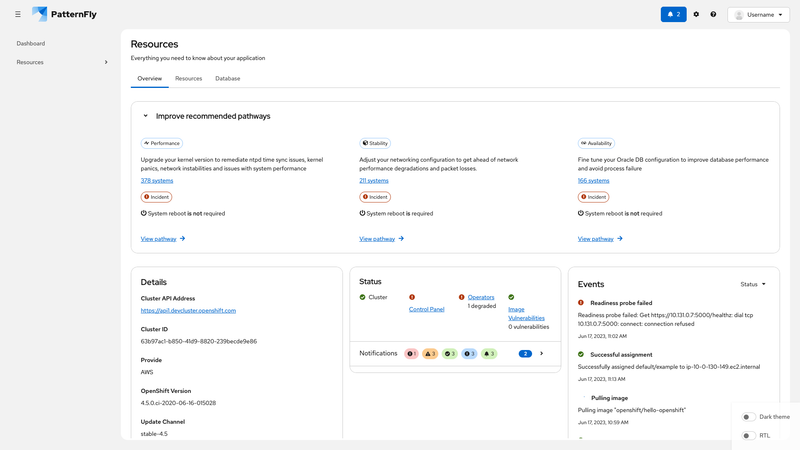 PatternFly
2
Username
Dashboard
Resources
Resources
Everything you need to know about your application
Overview
Resources
Database
Improve recommended pathways
Performance
Upgrade your kernel version to remediate ntpd time sync issues, kernel
panics, network instabilities and issues with system performance
378 systems
Incident
System reboot is not required
View pathway
Stability
Adjust your networking configuration to get ahead of network
performance degradations and packet losses.
211 systems
Incident
System reboot is required
View pathway
Availability
Fine tune your Oracle DB configuration to improve database performance
and avoid process failure
166 systems
Incident
System reboot is not required
View pathway
Details
Cluster API Address
https://api1.devcluster.openshift.com
Cluster ID
63b97ac1-b850-41d9-8820-239becde9e86
Provide
AWS
OpenShift Version
4.5.0.ci-2020-06-16-015028
Update Channel
stable-4.5
Status
Cluster
Control Panel
Operators
1 degraded
Image
Vulnerabilities
0 vulnerabilities
Notifications
1
3
3
3
3
3
Events
Status
Readiness probe failed
Readiness probe failed: Get https://10.131.0.7:5000/healthz: dial tcp
10.131.0.7:5000: connect: connection refused
Jun 17, 2023, 11:02 AM
Successful assignment
Successfully assigned default/example to ip-10-0-130-149.ec2.internal
Jun 17, 2023, 11:13 AM
Pulling image
Pulling image "openshift/hello-openshift"
Jun 17, 2023, 10:59 AM
Dark theme
RTL